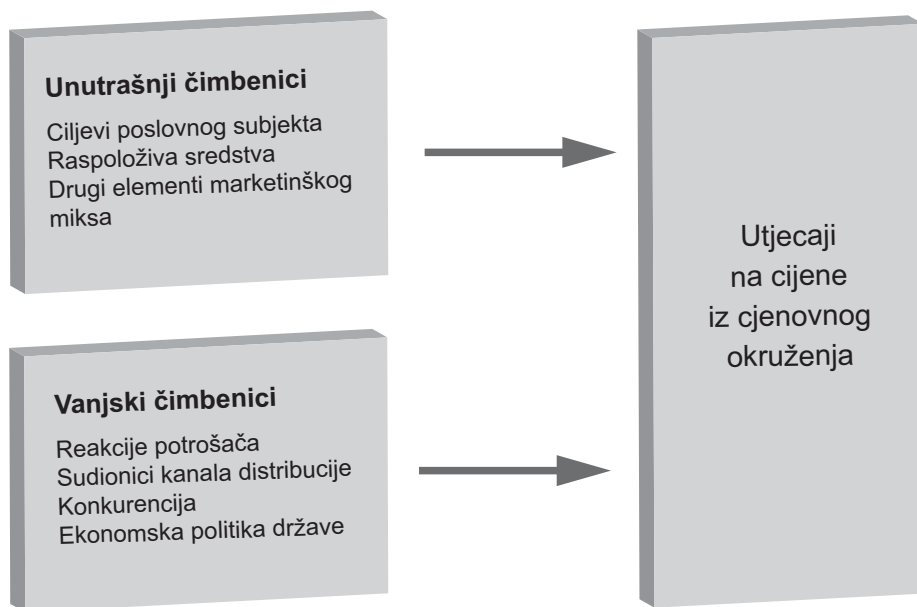 Unutrašnji čimbenici
Ciljevi poslovnog subjekta
Raspoloživa sredstva
Drugi elementi marketinškog
miksa
Vanjski čimbenici
Reakcije potrošača
Sudionici kanala distribucije
Konkurencija
Ekonomska politika države
Utjecaji
na cijene
iz cjenovnog
okruženja